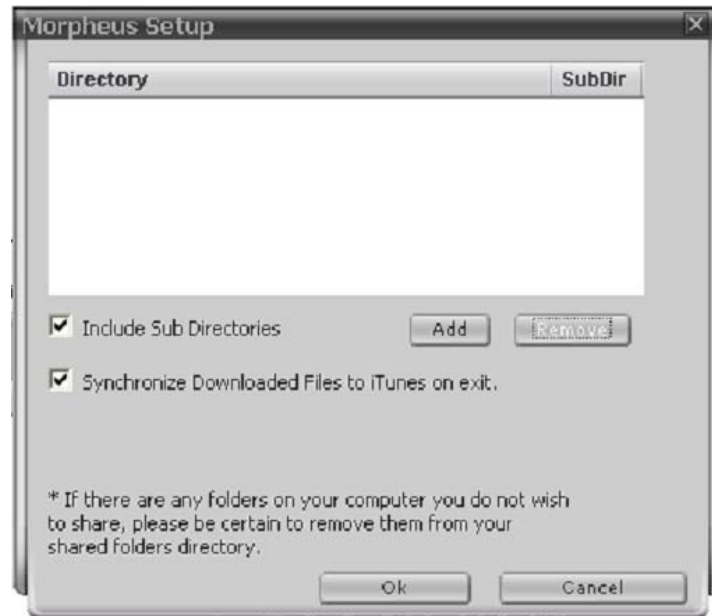 Morpheus Setup
Directory SubDir
Include Sub Directories Add Remove
Synchronize Downloaded Files to iTunes on exit.
* If there are any folders on your computer you do not wish
to share, please be certain to remove them from your
shared folders directory.
Ok Cancel